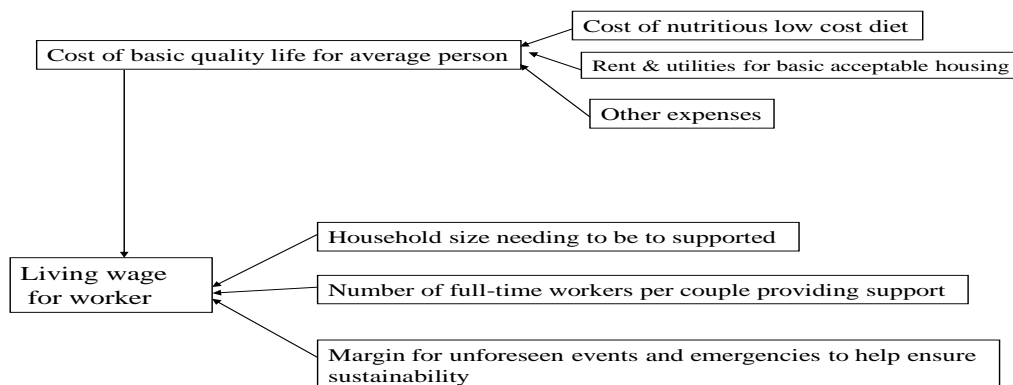 Cost of nutritious low cost diet
Cost of basic quality life for average person
Rent & utilities for basic acceptable housing
Other expenses
Household size needing to be to supported
Living wage
for worker
Number of full-time workers per couple providing support
Margin for unforeseen events and emergencies to help ensure
sustainability